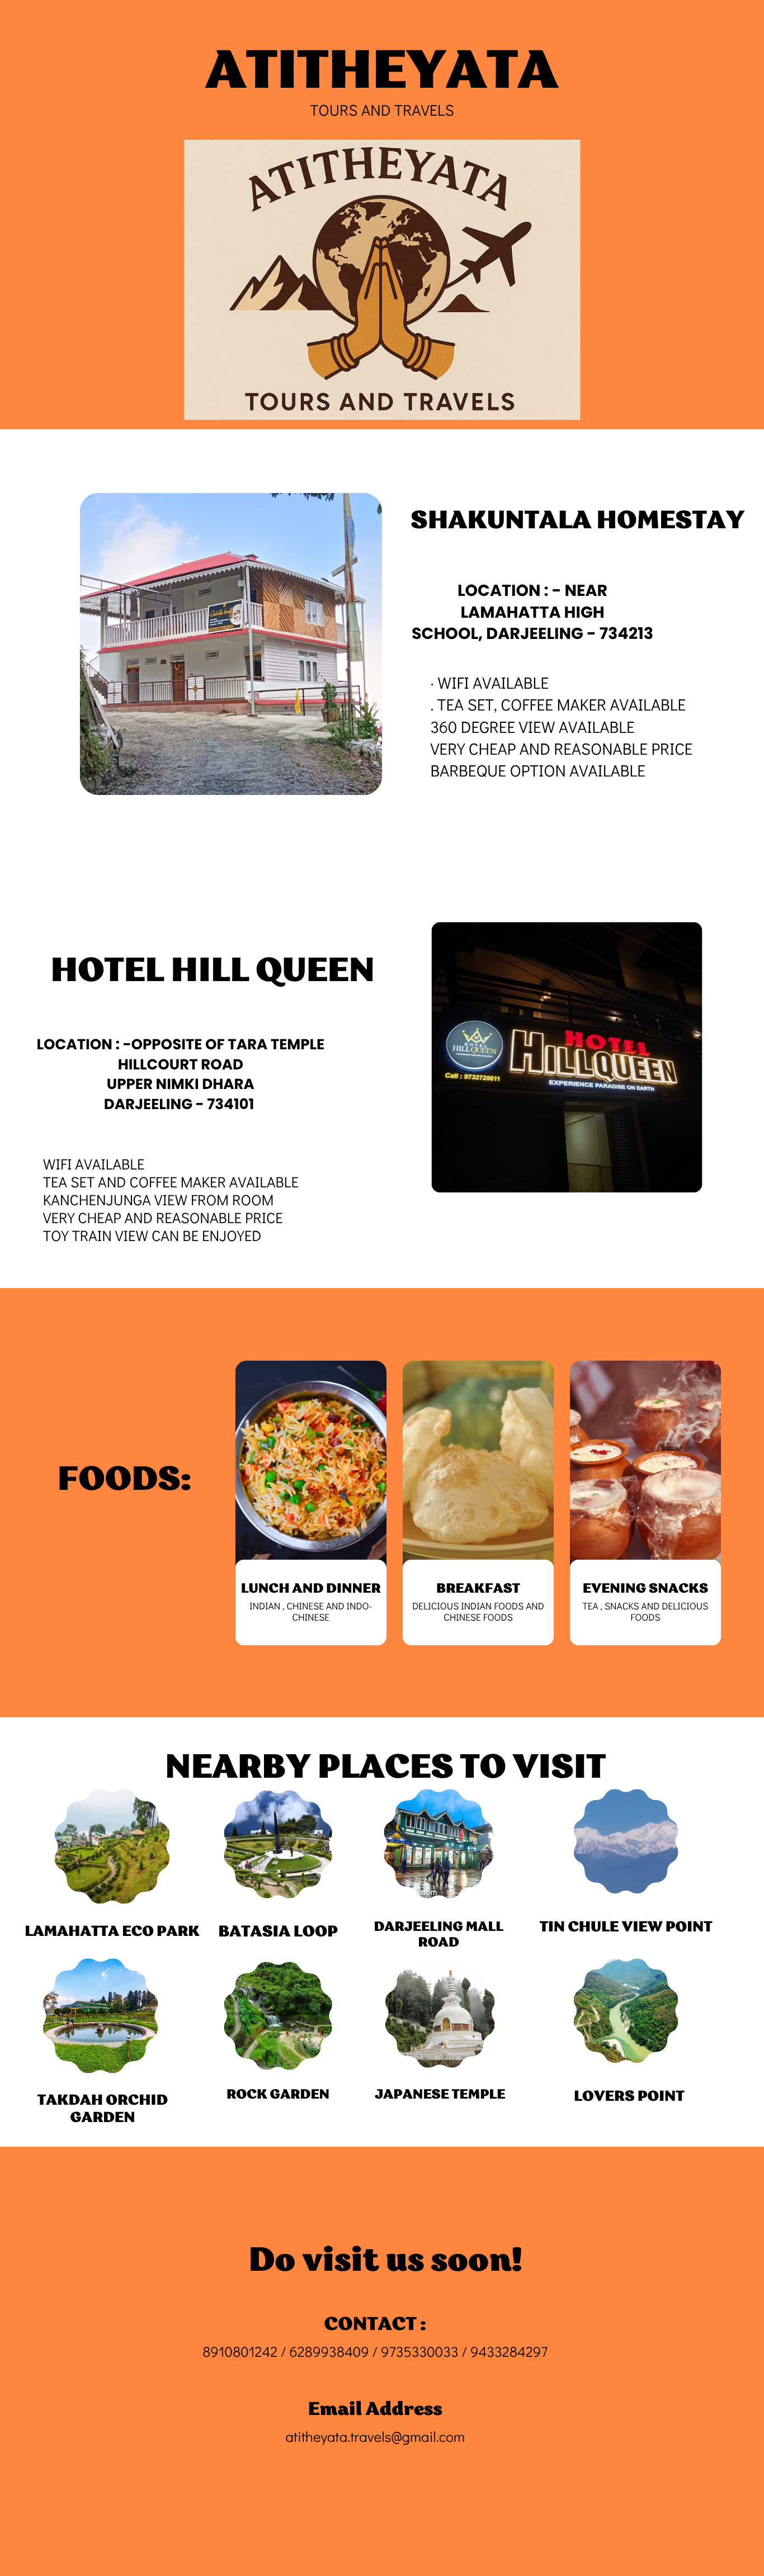 ATITHEYATA
TOURS AND TRAVELS
ATITHEYATA
TOURS AND TRAVELS
SHAKUNTALA HOMESTAY
LOCATION : - NEAR
LAMAHATTA HIGH
SCHOOL, DARJEELING - 734213
· WIFI AVAILABLE
. TEA SET, COFFEE MAKER AVAILABLE
360 DEGREE VIEW AVAILABLE
VERY CHEAP AND REASONABLE PRICE
BARBEQUE OPTION AVAILABLE
HOTEL HILL QUEEN
LOCATION : -OPPOSITE OF TARA TEMPLE
HILLCOURT ROAD
UPPER NIMKI DHARA
DARJEELING - 734101
WIFI AVAILABLE
TEA SET AND COFFEE MAKER AVAILABLE
KANCHENJUNGA VIEW FROM ROOM
VERY CHEAP AND REASONABLE PRICE
TOY TRAIN VIEW CAN BE ENJOYED
HOTEL
HILLQUEEN
Call : 9732729611
HOTEL
HILLQUEEN
EXPERIENCE PARADISE ON EARTH
FOODS:
LUNCH AND DINNER
INDIAN , CHINESE AND INDO-
CHINESE
BREAKFAST
DELICIOUS INDIAN FOODS AND
CHINESE FOODS
EVENING SNACKS
TEA , SNACKS AND DELICIOUS
FOODS
NEARBY PLACES TO VISIT
LAMAHATTA ECO PARK
BATASIA LOOP
DARJEELING MALL
ROAD
TIN CHULE VIEW POINT
TAKDAH ORCHID
GARDEN
ROCK GARDEN
JAPANESE TEMPLE
LOVERS POINT
Do visit us soon!
CONTACT :
8910801242 / 6289938409 / 9735330033 / 9433284297
Email Address
atitheyata.travels@gmail.com